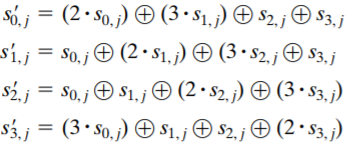 s′₀,ⱼ = (2 · s₀,ⱼ) ⊕ (3 · s₁,ⱼ) ⊕ s₂,ⱼ ⊕ s₃,ⱼ
s′₁,ⱼ = s₀,ⱼ ⊕ (2 · s₁,ⱼ) ⊕ (3 · s₂,ⱼ) ⊕ s₃,ⱼ
s′₂,ⱼ = s₀,ⱼ ⊕ s₁,ⱼ ⊕ (2 · s₂,ⱼ) ⊕ (3 · s₃,ⱼ)
s′₃,ⱼ = (3 · s₀,ⱼ) ⊕ s₁,ⱼ ⊕ s₂,ⱼ ⊕ (2 · s₃,ⱼ)